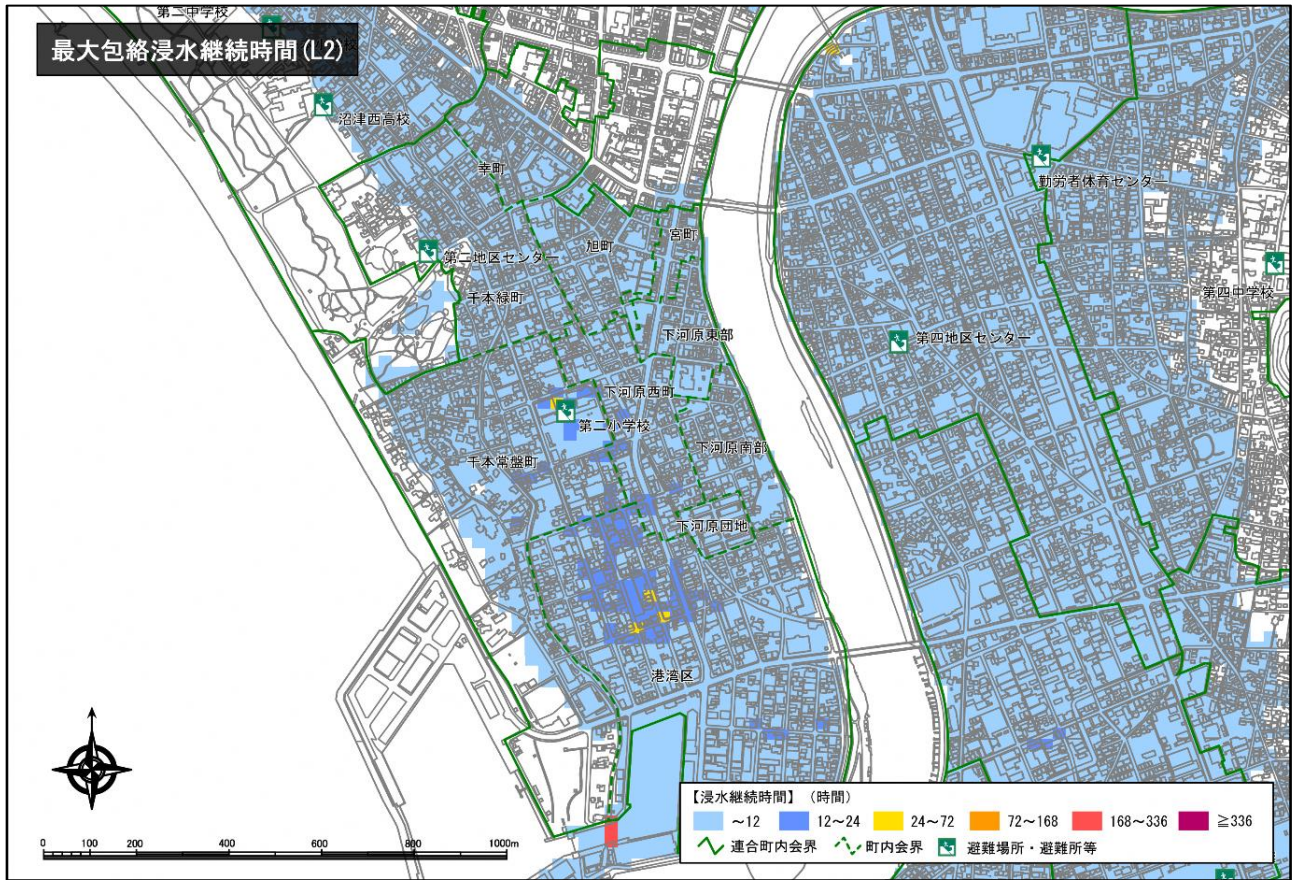 第二中学校
最大包絡浸水継続時間(L2)
沼津西高校
幸町
勤労者体育センター
旭町
宮町
第二地区センター
第四中学校
千本緑町
下河原東部
第四地区センター
下河原西町
第二小学校
下河原南部
千本常盤町
下河原団地
港湾区
【浸水継続時間】(時間)
~12 12~24 24~72 72~168 168~336 ≧336
連合町内会界 町内会界 避難場所・避難所等
0 100 200 400 600 800 1000m